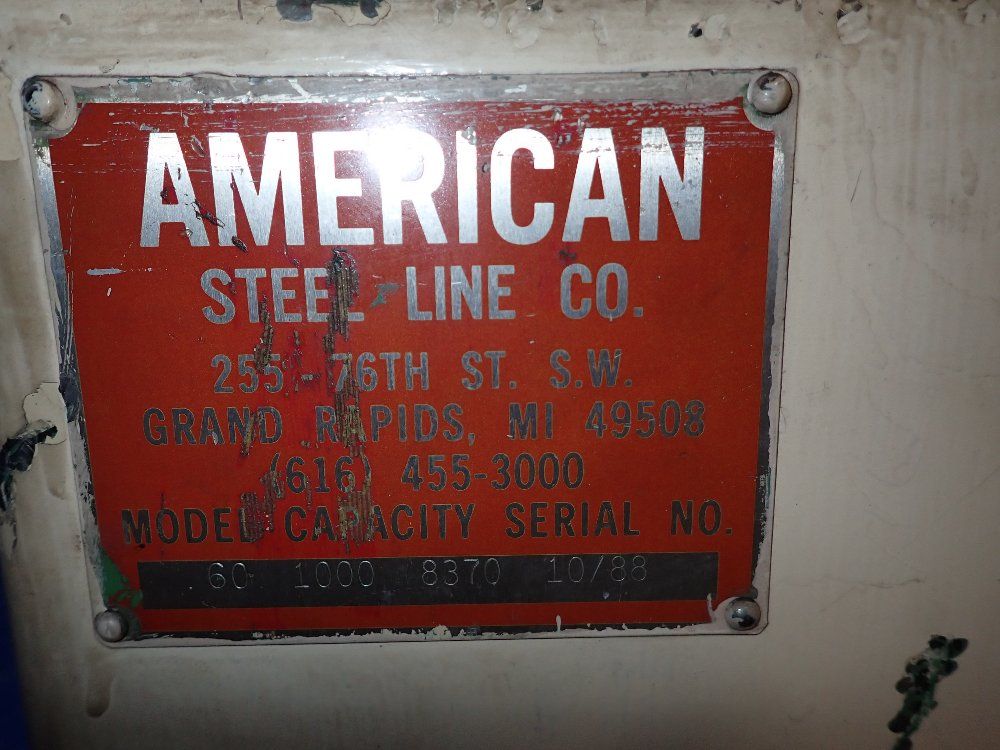 AMERICAN
STEEL LINE CO.
255 - 76TH ST. S.W.
GRAND RAPIDS, MI 49508
(616) 455-3000
MODEL CAPACITY SERIAL NO.
60 1000 8370 10/88